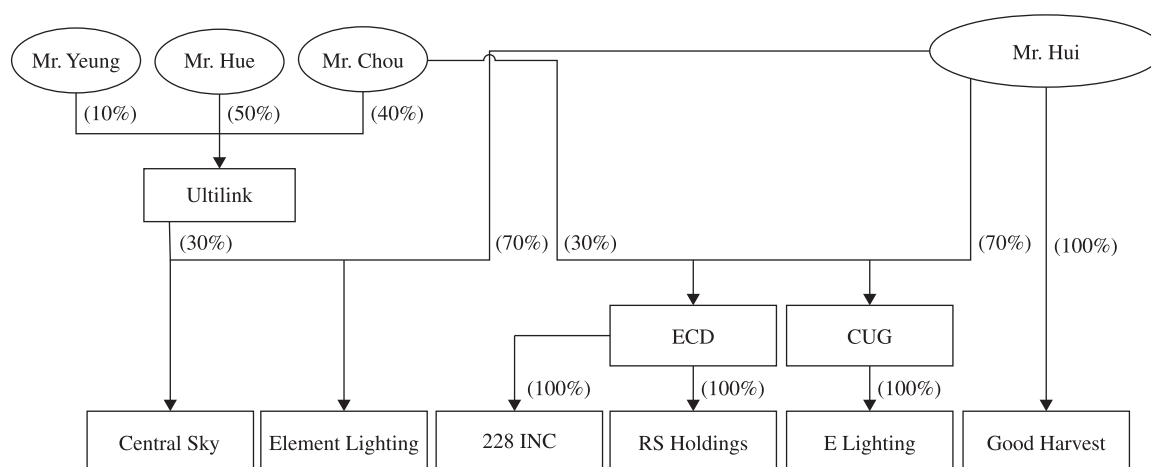 Mr. Yeung
Mr. Hue
Mr. Chou
Mr. Hui
(10%)
(50%)
(40%)
Ultilink
(30%)
(70%)
(30%)
(70%)
(100%)
ECD
CUG
(100%)
(100%)
(100%)
Central Sky
Element Lighting
228 INC
RS Holdings
E Lighting
Good Harvest